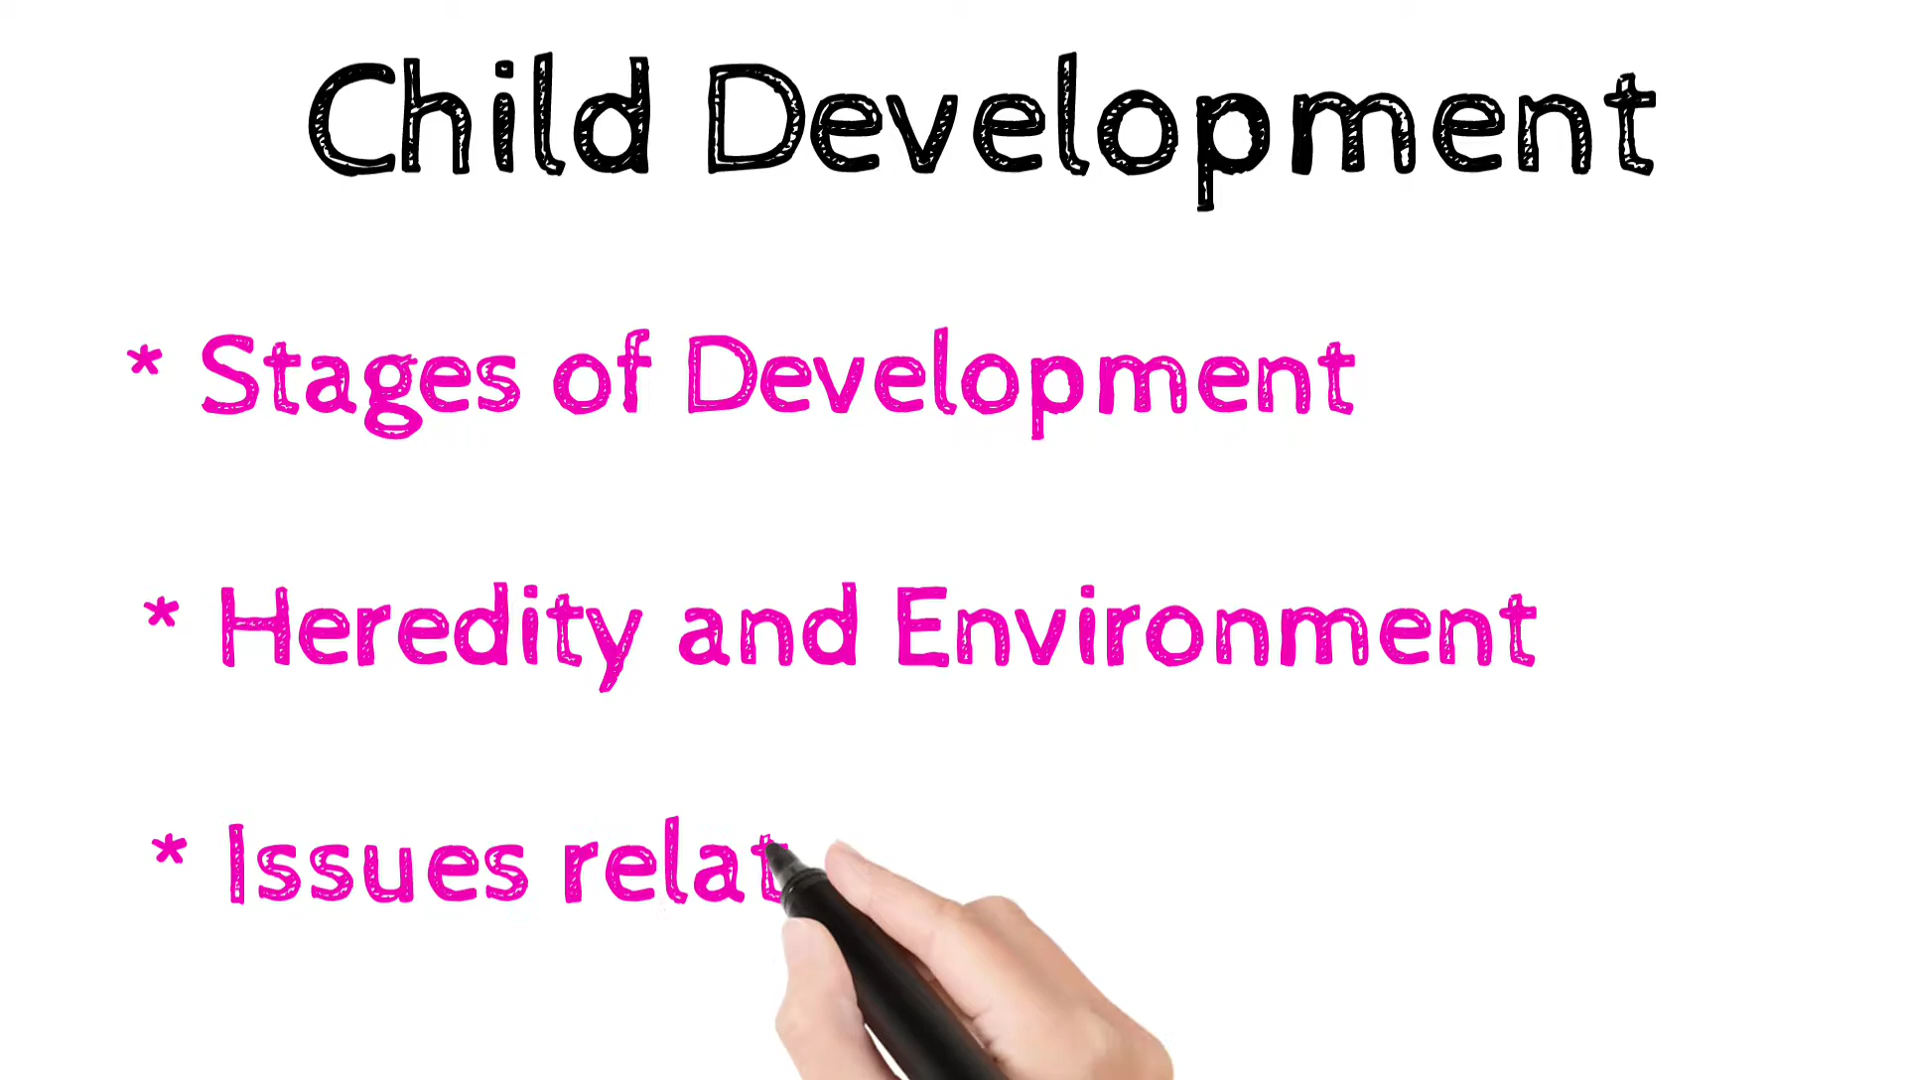 Child Development
* Stages of Development
* Heredity and Environment
* Issues relat